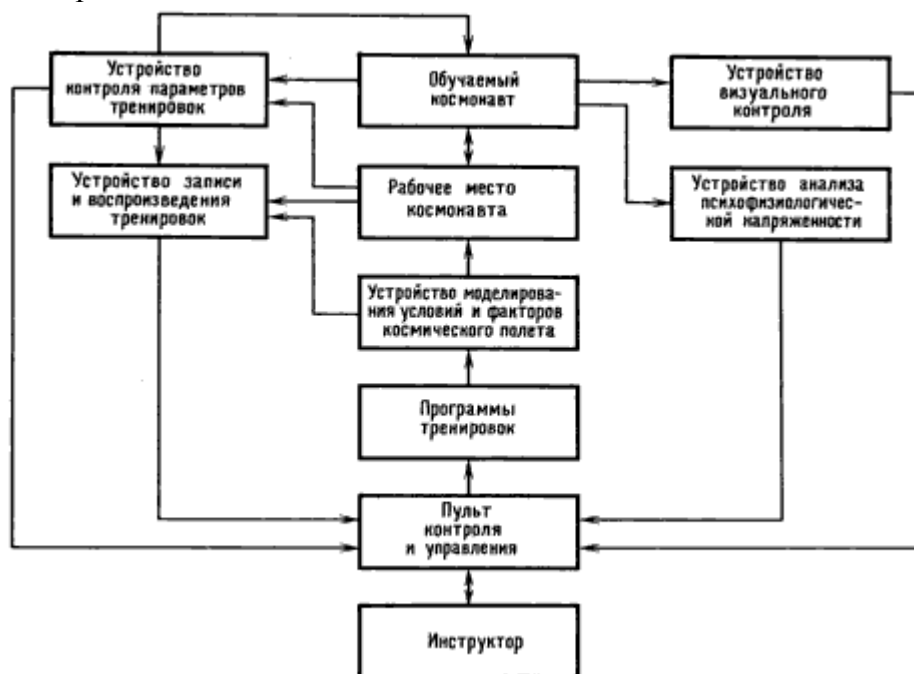 Устройство
контроля параметров
тренировок
Обучаемый
космонавт
Устройство
визуального
контроля
Устройство записи
и воспроизведения
тренировок
Рабочее место
космонавта
Устройство анализа
психофизиологичес-
кой напряженности
Устройство моделирова-
ния условий и факторов
космического полета
Программы
тренировок
Пульт
контроля
и управления
Инструктор